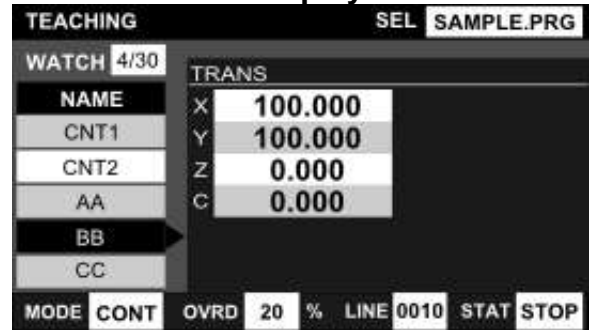 TEACHING SEL SAMPLE.PRG
WATCH 4/30
TRANS
NAME
X 100.000
CNT1
Y 100.000
CNT2
Z 0.000
AA
C 0.000
BB
CC
MODE CONT OVRD 20 % LINE 0010 STAT STOP